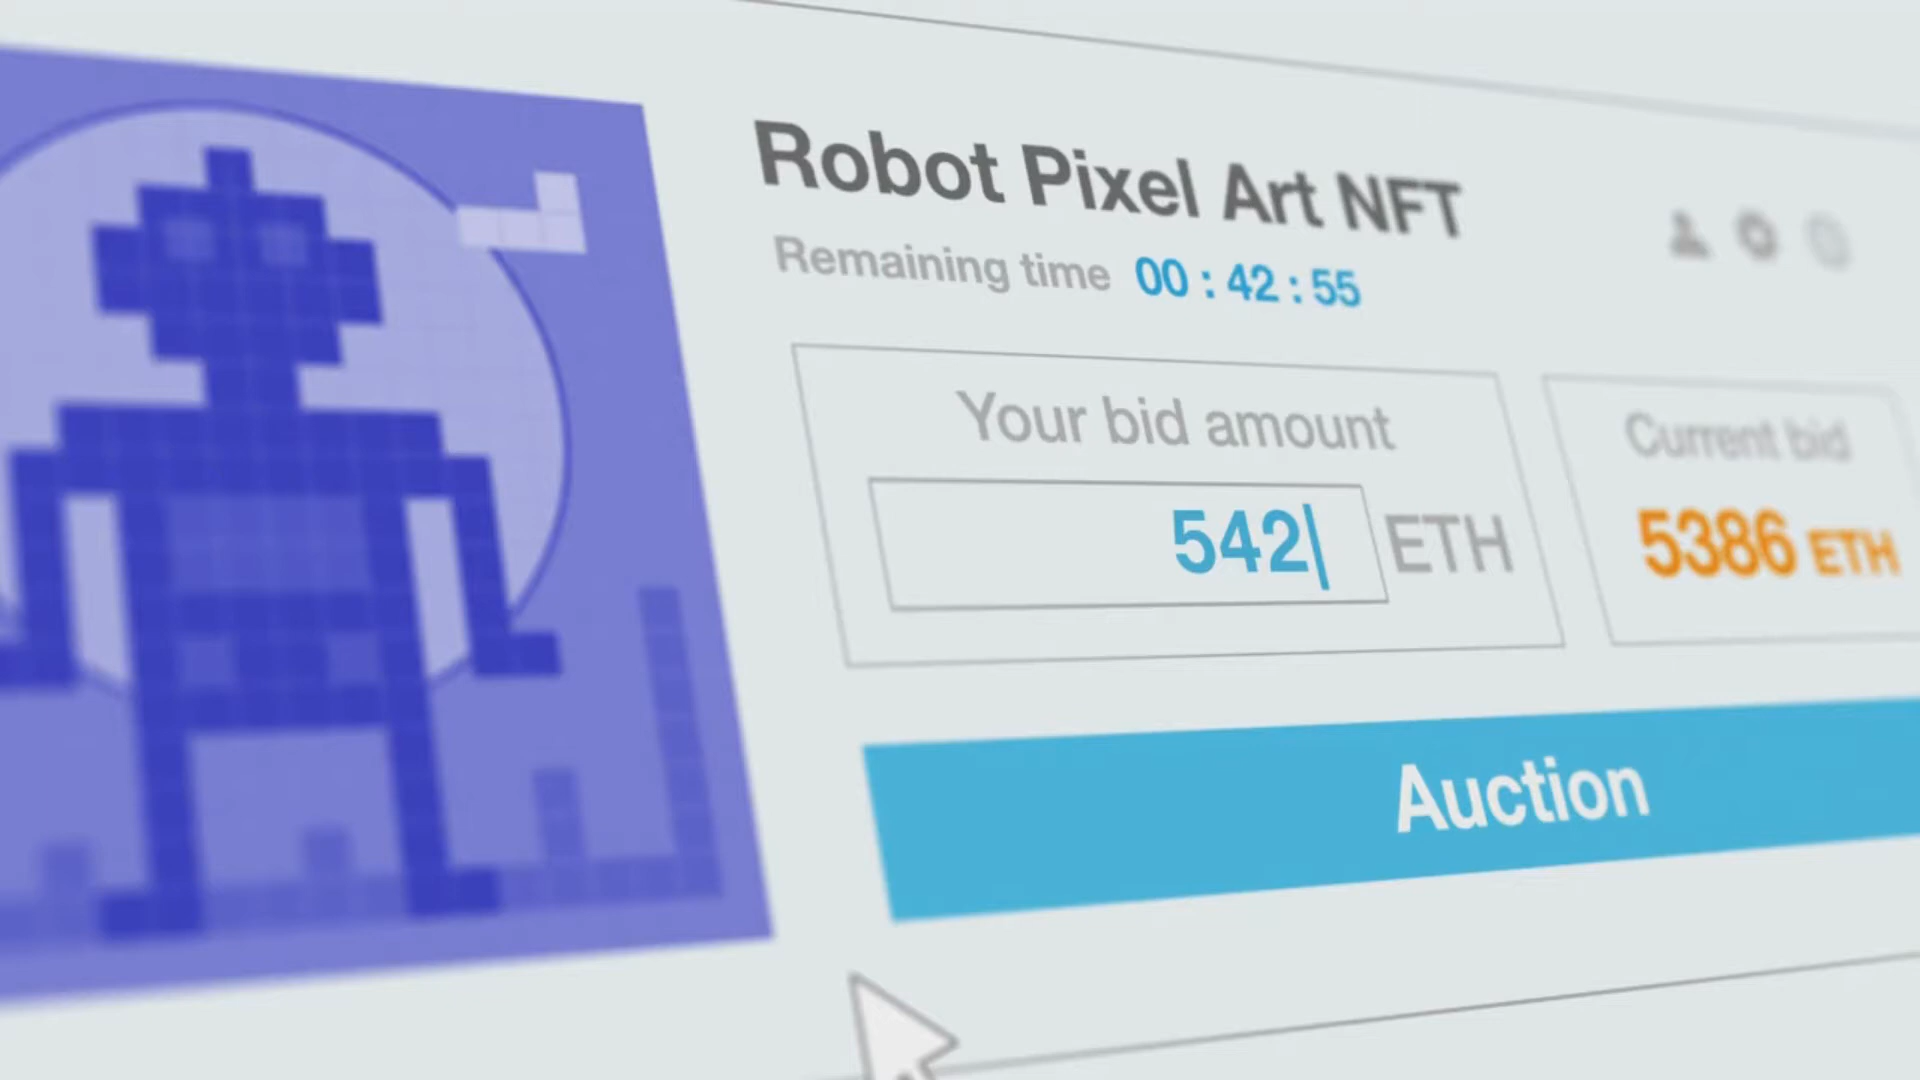 Robot Pixel Art NFT
Remaining time 00 : 42 : 55
Your bid amount
542 ETH
Current bid
5386 ETH
Auction